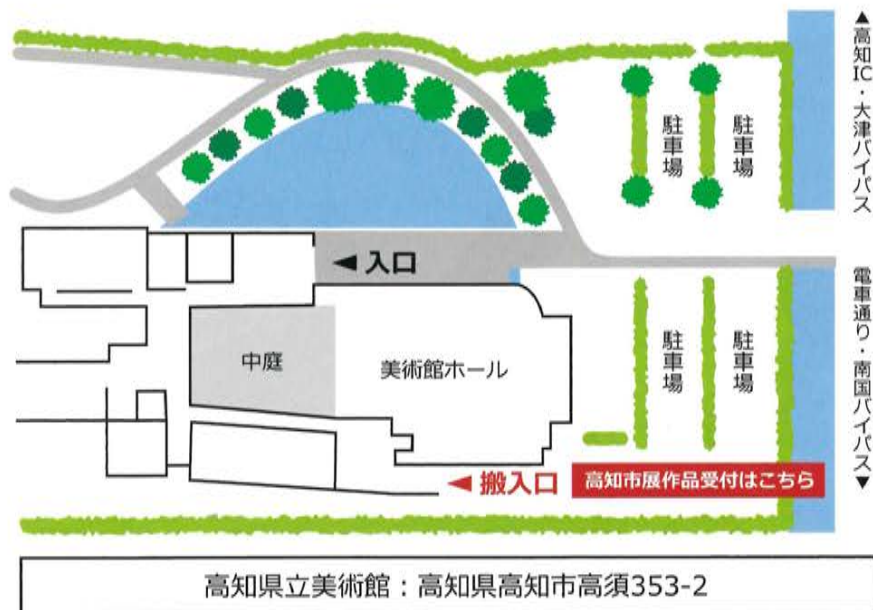 ▲高知IC・大津バイパス
駐車場
駐車場
◀ 入口
中庭
美術館ホール
駐車場
駐車場
電車通り・南国バイパス▼
◀ 搬入口
高知市展作品受付はこちら
高知県立美術館：高知県高知市高須353-2